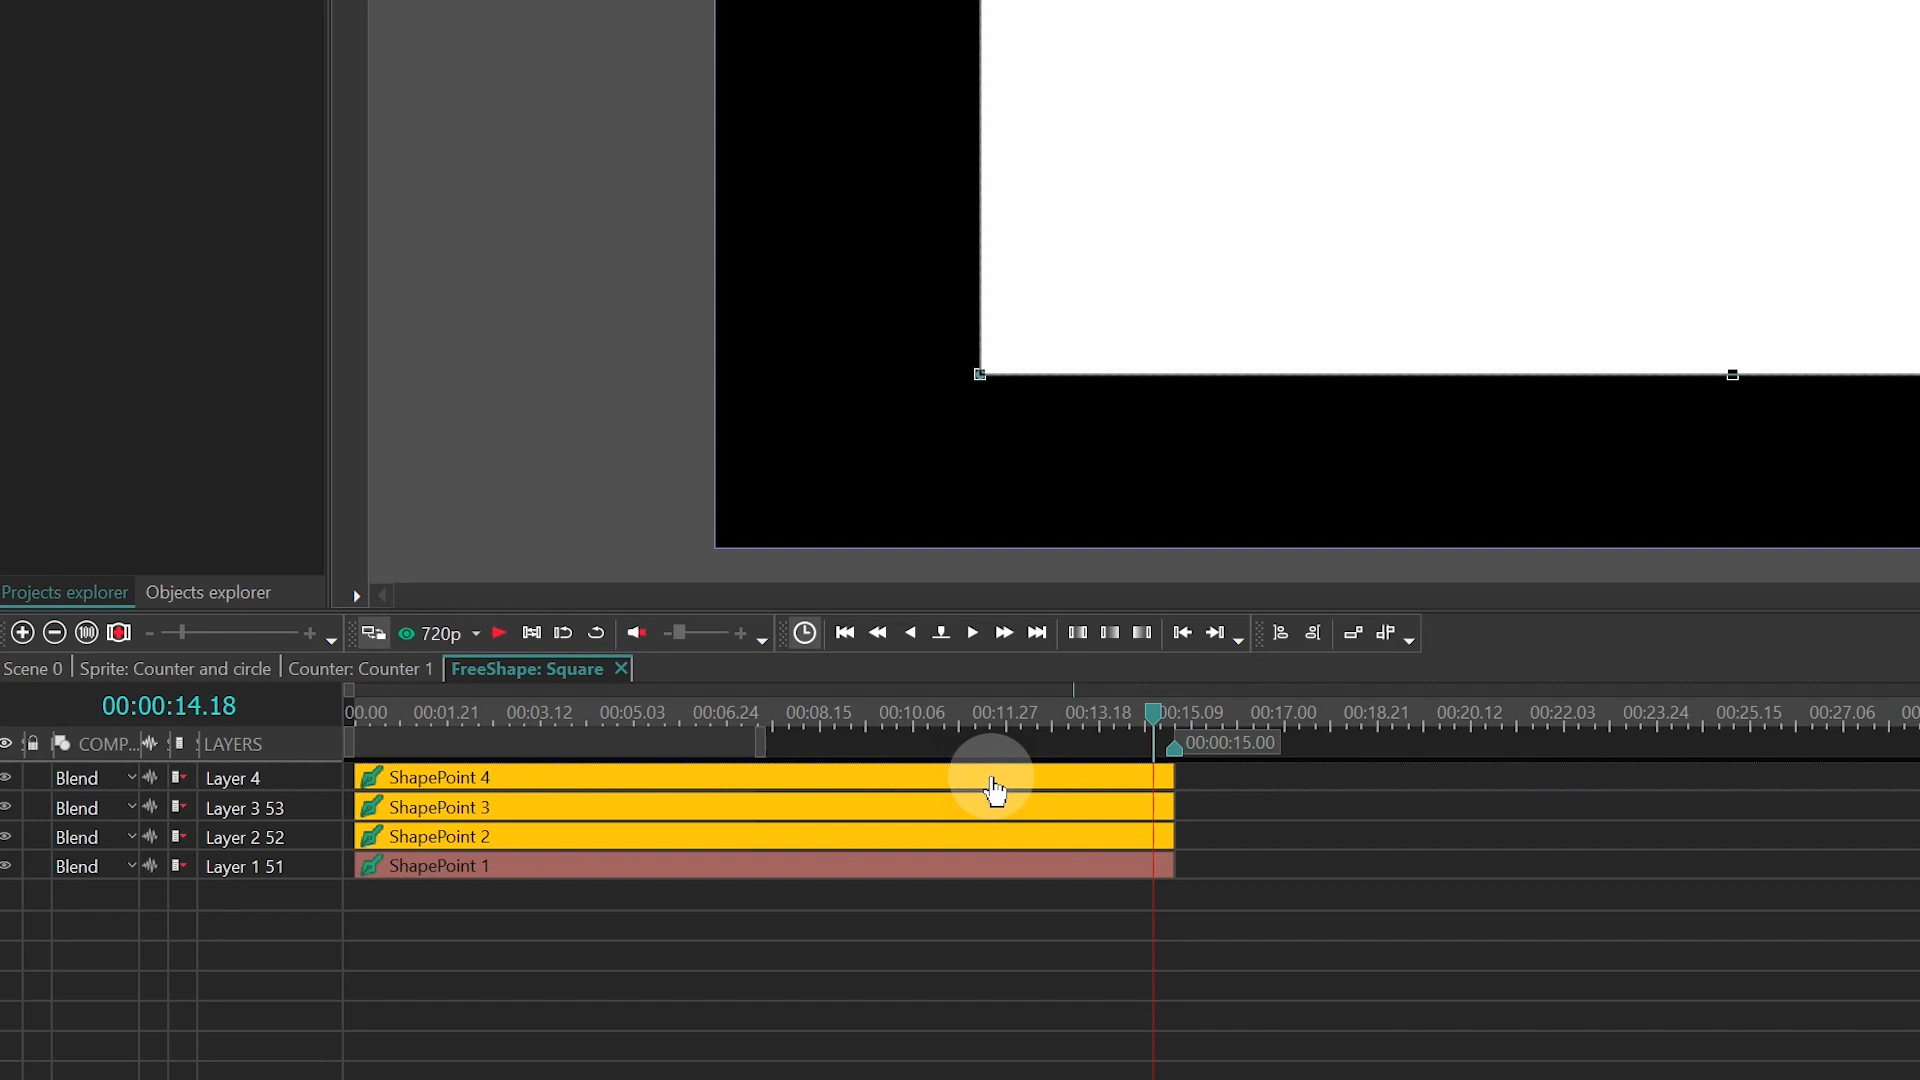 Projects explorer Objects explorer
100 720p
Scene 0 Sprite: Counter and circle Counter: Counter 1 FreeShape: Square
00:00:14.18
00.00 00:01.21 00:03.12 00:05.03 00:06.24 00:08.15 00:10.06 00:11.27 00:13.18 00:15.09 00:17.00 00:18.21 00:20.12 00:22.03 00:23.24 00:25.15 00:27.06 00
COMP... LAYERS 00:00:15.00
Blend Layer 4 ShapePoint 4
Blend Layer 3 53 ShapePoint 3
Blend Layer 2 52 ShapePoint 2
Blend Layer 1 51 ShapePoint 1